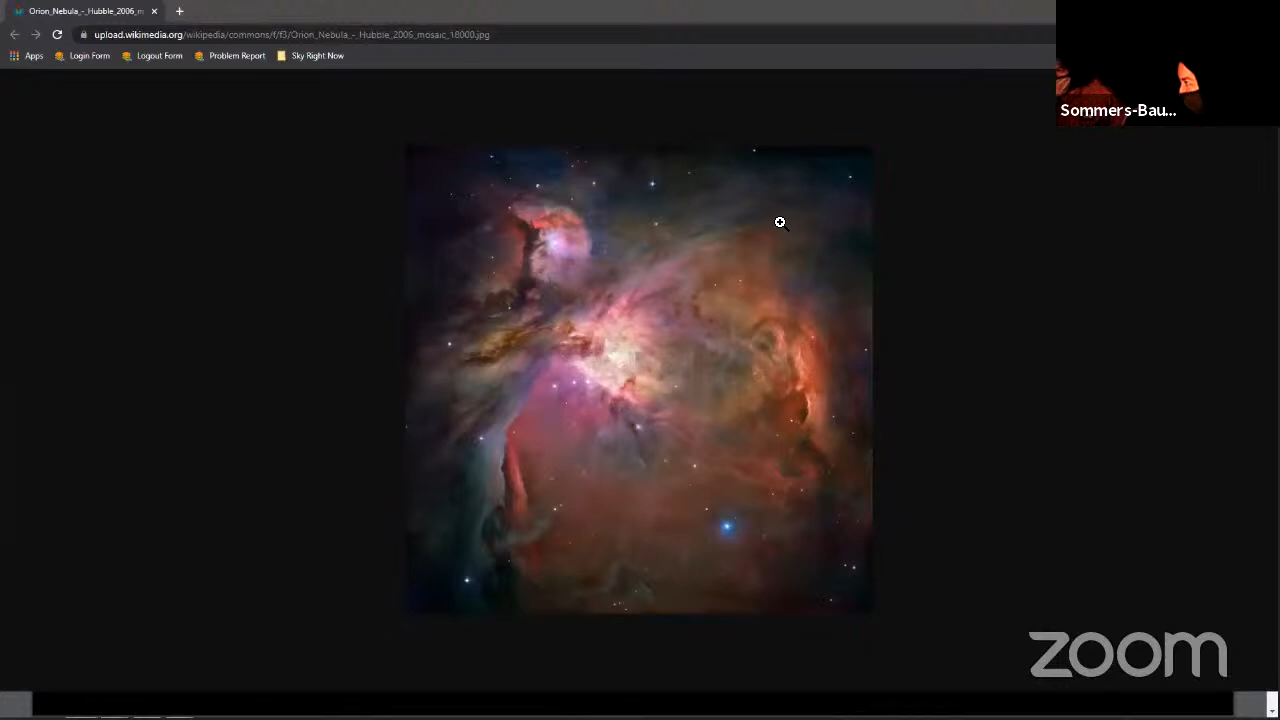 Orion_Nebula_-_Hubble_2006_m
upload.wikimedia.org/wikipedia/commons/f/f3/Orion_Nebula_-_Hubble_2006_mosaic_18000.jpg
Apps Login Form Logout Form Problem Report Sky Right Now
Sommers-Bau...
zoom